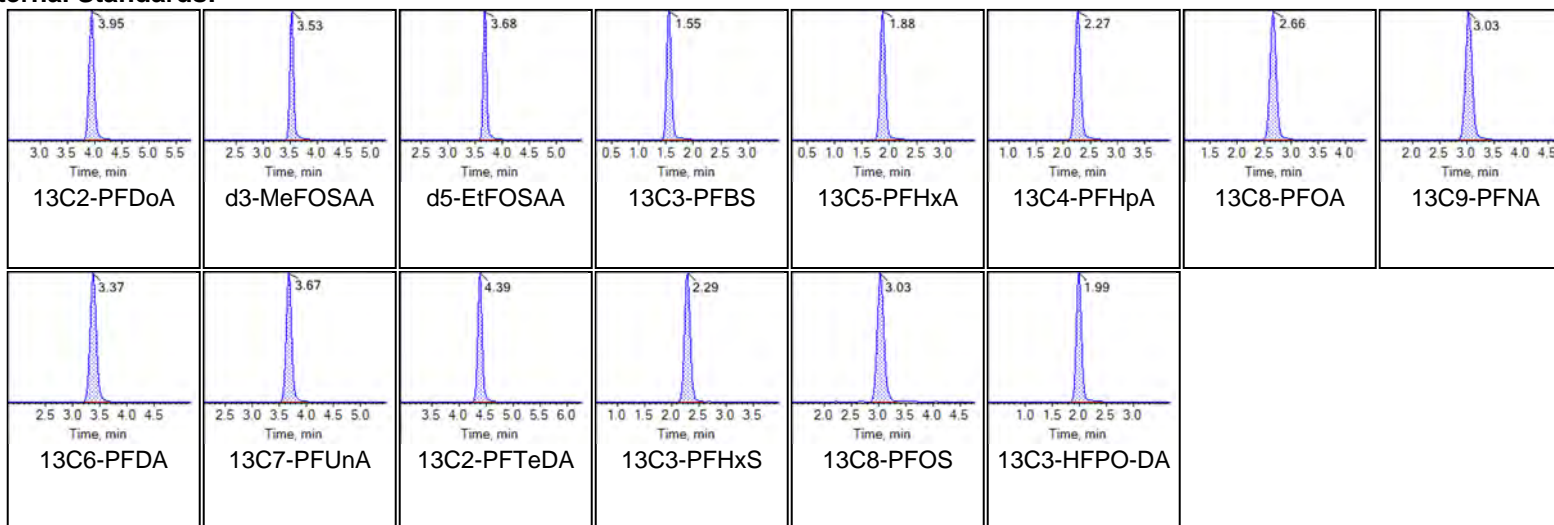 3.95 3.53 3.68 1.55 1.88 2.27 2.66 3.03
3.0 3.5 4.0 4.5 5.0 5.5 2.5 3.0 3.5 4.0 4.5 5.0 2.5 3.0 3.5 4.0 4.5 5.0 0.5 1.0 1.5 2.0 2.5 3.0 0.5 1.0 1.5 2.0 2.5 3.0 1.0 1.5 2.0 2.5 3.0 3.5 1.5 2.0 2.5 3.0 3.5 4.0 2.0 2.5 3.0 3.5 4.0 4.5
Time, min Time, min Time, min Time, min Time, min Time, min Time, min Time, min
13C2-PFDoA d3-MeFOSAA d5-EtFOSAA 13C3-PFBS 13C5-PFHxA 13C4-PFHpA 13C8-PFOA 13C9-PFNA
3.37 3.67 4.39 2.29 3.03 1.99
2.5 3.0 3.5 4.0 4.5 2.5 3.0 3.5 4.0 4.5 5.0 3.5 4.0 4.5 5.0 5.5 6.0 1.0 1.5 2.0 2.5 3.0 3.5 2.0 2.5 3.0 3.5 4.0 4.5 1.0 1.5 2.0 2.5 3.0
Time, min Time, min Time, min Time, min Time, min Time, min
13C6-PFDA 13C7-PFUnA 13C2-PFTeDA 13C3-PFHxS 13C8-PFOS 13C3-HFPO-DA